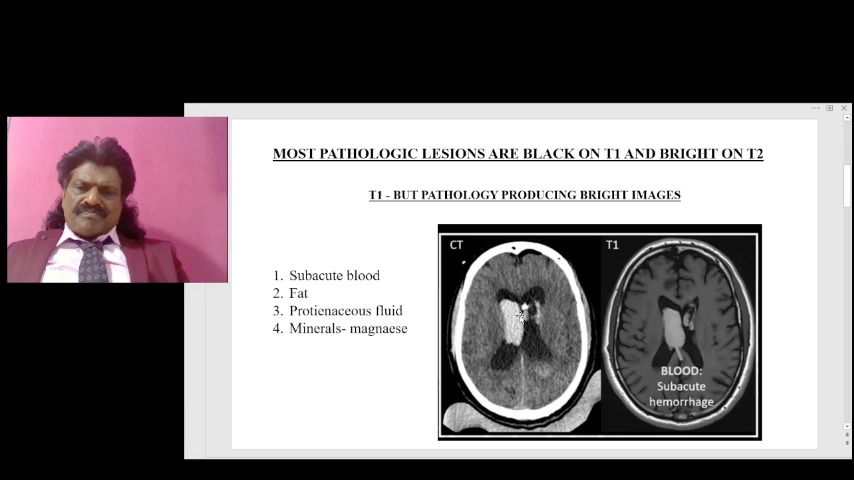 MOST PATHOLOGIC LESIONS ARE BLACK ON T1 AND BRIGHT ON T2
T1 - BUT PATHOLOGY PRODUCING BRIGHT IMAGES
1. Subacute blood
2. Fat
3. Protienaceous fluid
4. Minerals- magnaese
CT
T1
BLOOD:
Subacute
hemorrhage